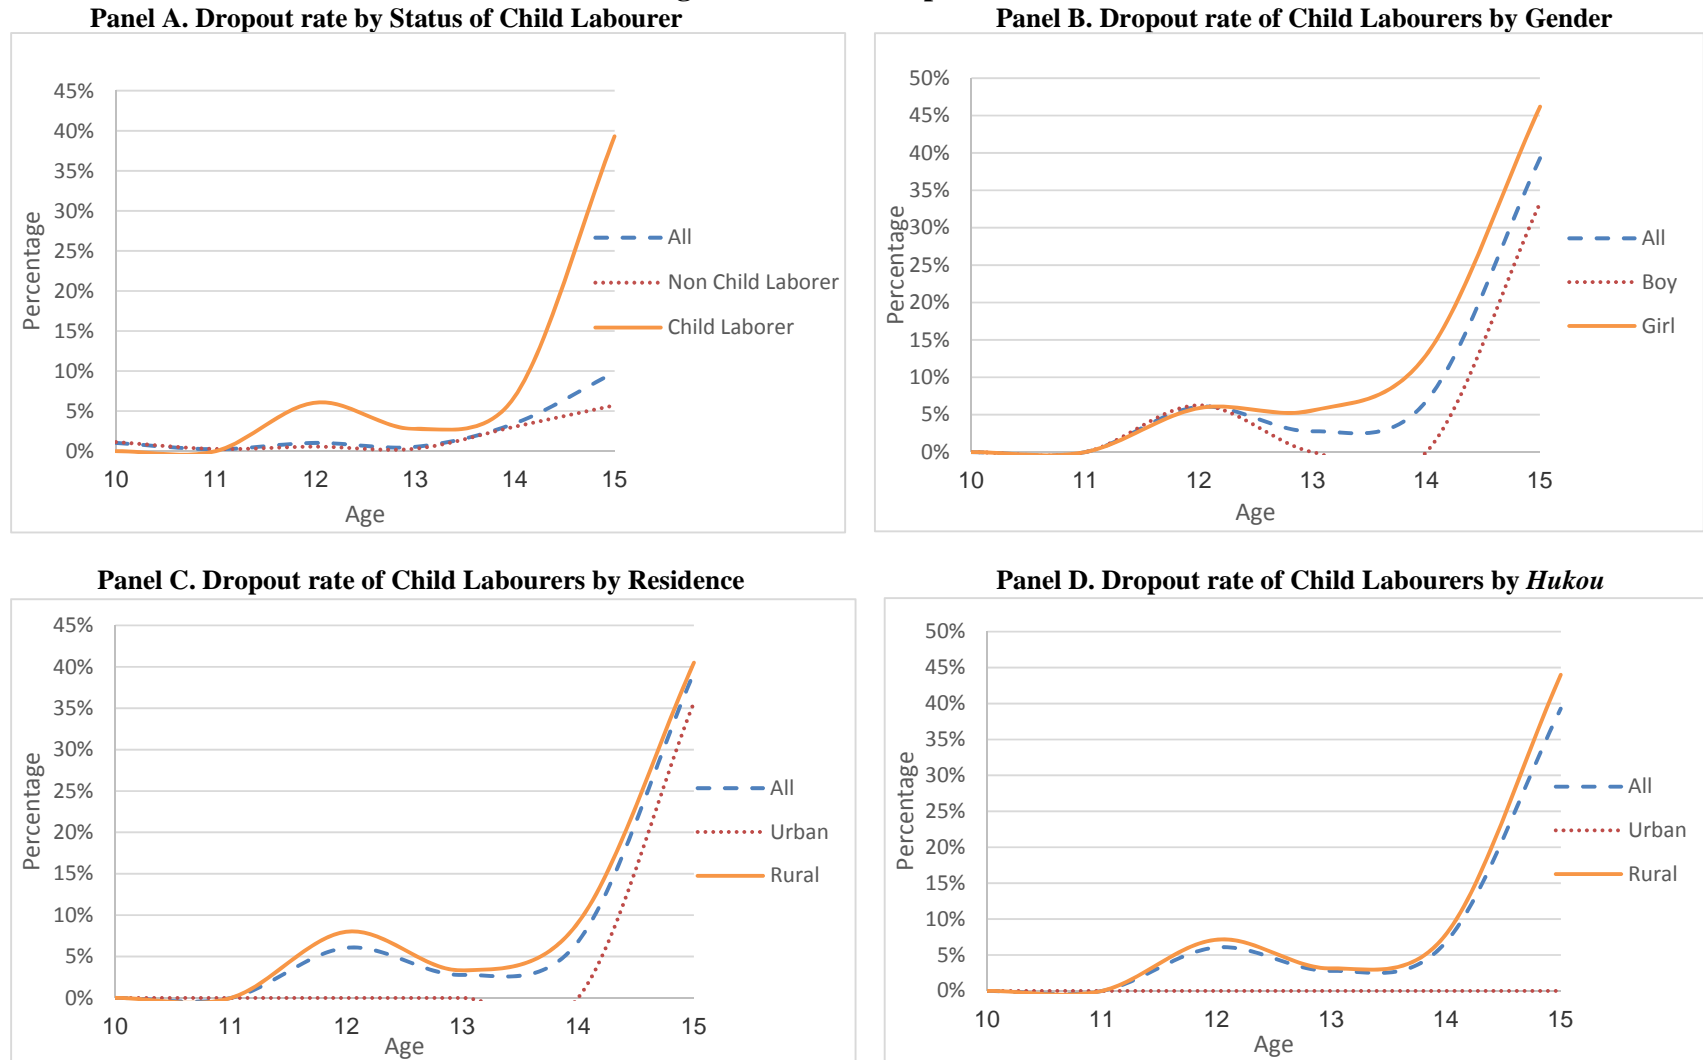 Panel A. Dropout rate by Status of Child Labourer
45%
40%
35%
30%
25%
20%
15%
10%
5%
0%
Percentage
10 11 12 13 14 15
Age
All
Non Child Laborer
Child Laborer
Panel B. Dropout rate of Child Labourers by Gender
50%
45%
40%
35%
30%
25%
20%
15%
10%
5%
0%
Percentage
10 11 12 13 14 15
Age
All
Boy
Girl
Panel C. Dropout rate of Child Labourers by Residence
45%
40%
35%
30%
25%
20%
15%
10%
5%
0%
Percentage
10 11 12 13 14 15
Age
All
Urban
Rural
Panel D. Dropout rate of Child Labourers by Hukou
50%
45%
40%
35%
30%
25%
20%
15%
10%
5%
0%
Percentage
10 11 12 13 14 15
Age
All
Urban
Rural